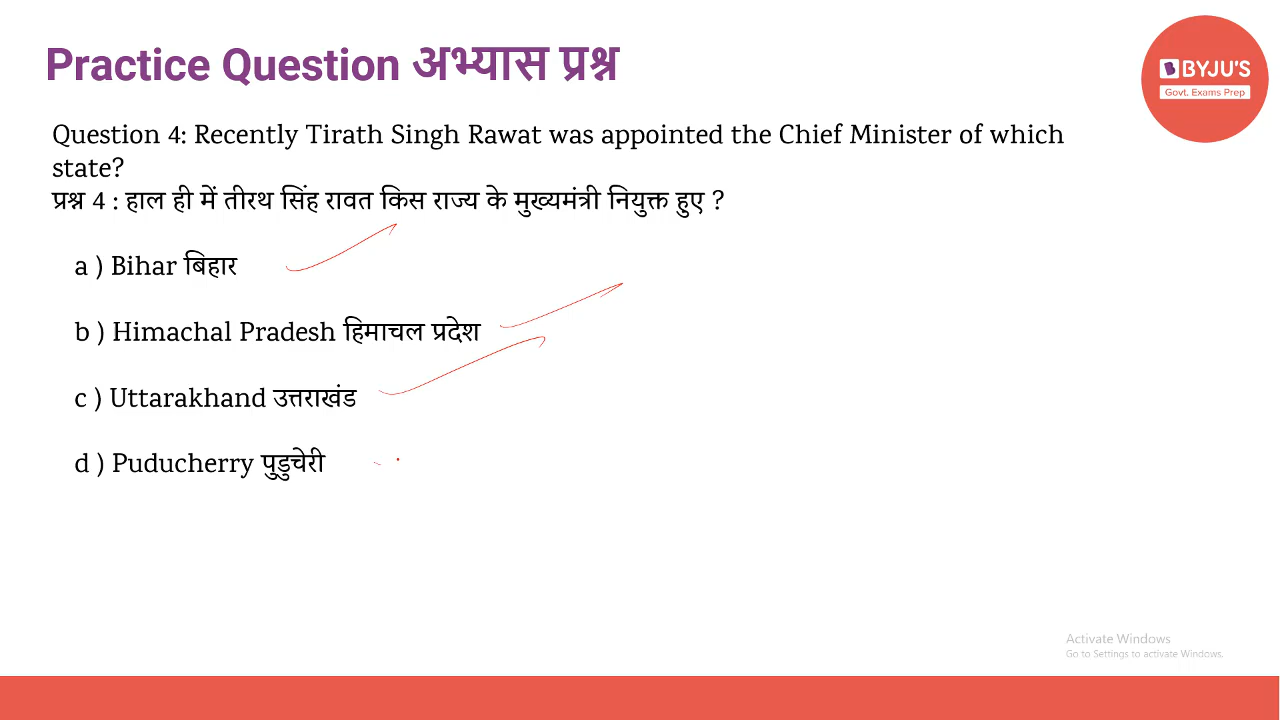 Practice Question अभ्यास प्रश्न
BYJU'S
Govt. Exams Prep
Question 4: Recently Tirath Singh Rawat was appointed the Chief Minister of which
state?
प्रश्न 4 : हाल ही में तीरथ सिंह रावत किस राज्य के मुख्यमंत्री नियुक्त हुए ?
a ) Bihar बिहार
b ) Himachal Pradesh हिमाचल प्रदेश
c ) Uttarakhand उत्तराखंड
d ) Puducherry पुडुचेरी
Activate Windows
Go to Settings to activate Windows.